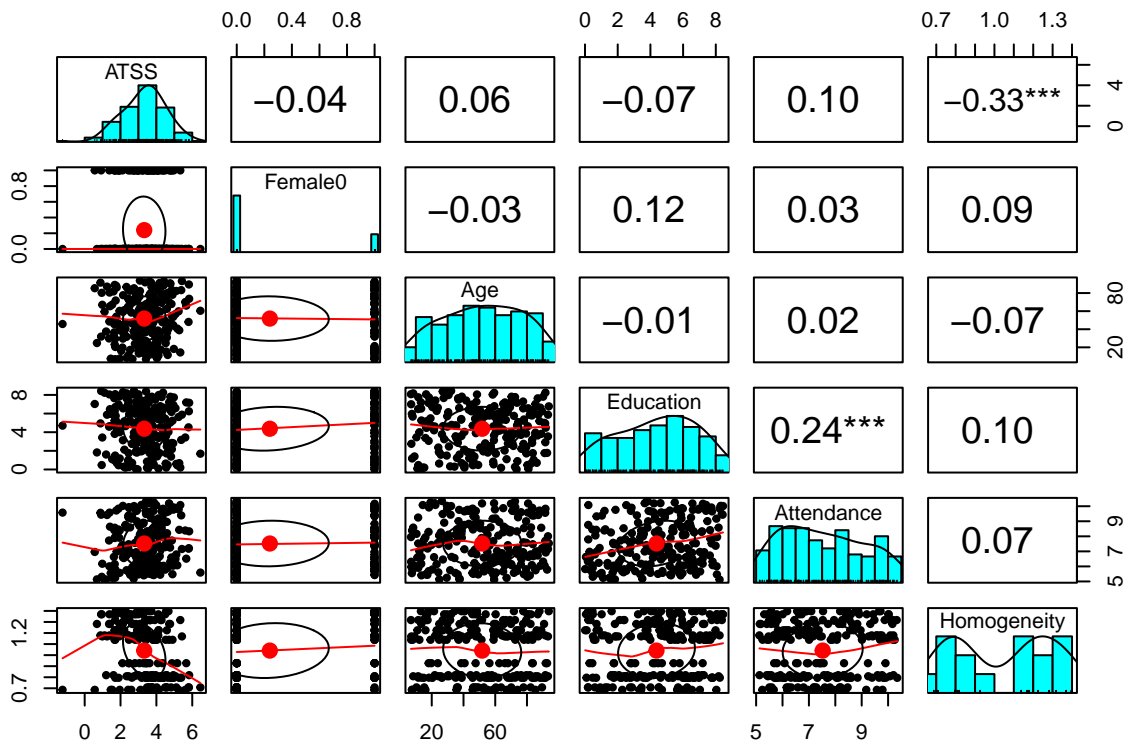 0.0 0.4 0.8 0 2 4 6 8 0.7 1.0 1.3
ATSS −0.04 0.06 −0.07 0.10 −0.33*** 0 4
0.0 0.8 Female0 −0.03 0.12 0.03 0.09
Age −0.01 0.02 −0.07 20 80
0 4 8 Education 0.24*** 0.10
Attendance 0.07 5 7 9
0.7 1.2 Homogeneity
0 2 4 6 20 60 5 7 9